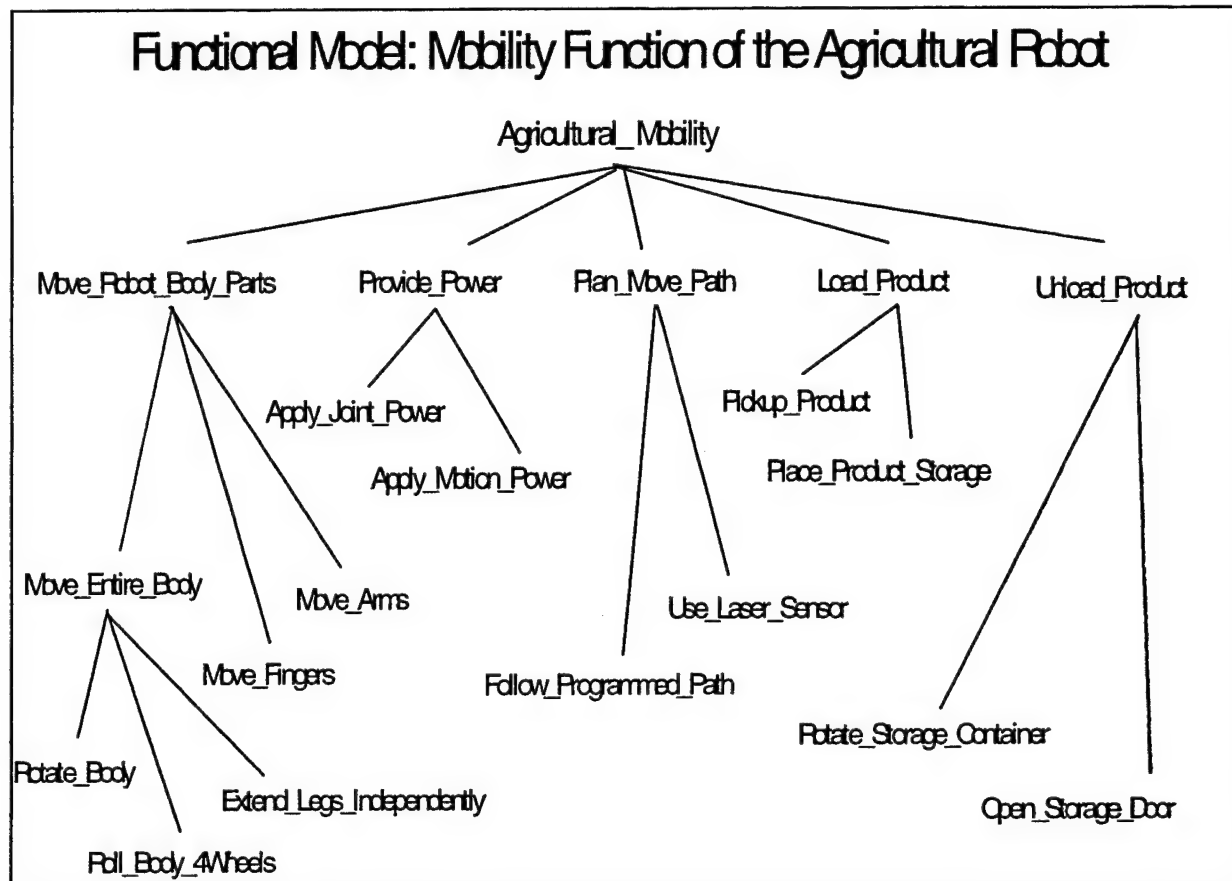 Functional Model: Mobility Function of the Agricultural Robot
Agricultural_Mobility
Move_Robot_Body_Parts
Provide_Power
Plan_Move_Path
Load_Product
Unload_Product
Apply_Joint_Power
Pickup_Product
Apply_Motion_Power
Place_Product_Storage
Move_Entire_Body
Move_Arms
Use_Laser_Sensor
Move_Fingers
Follow_Programmed_Path
Rotate_Storage_Container
Rotate_Body
Extend_Legs_Independently
Open_Storage_Door
Roll_Body_4Wheels